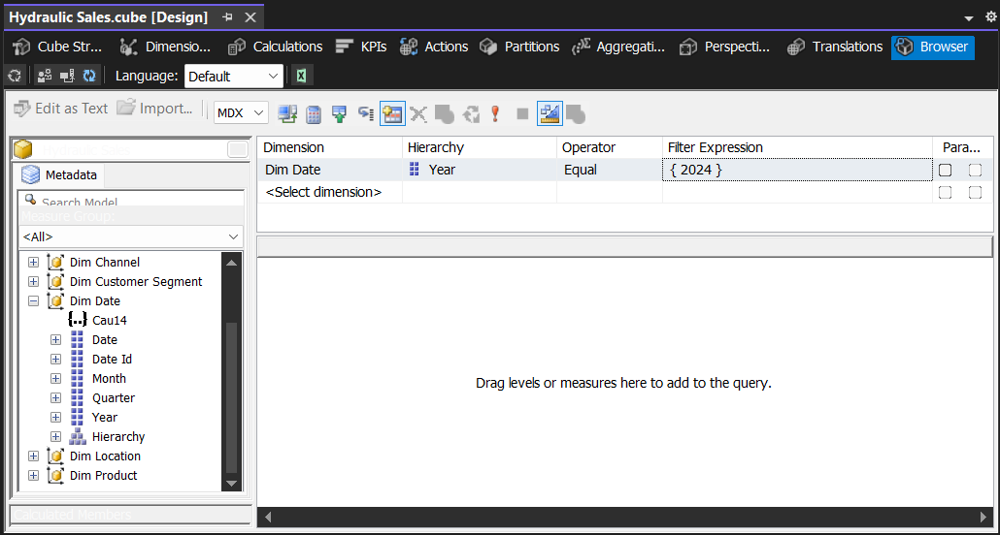 Hydraulic Sales.cube [Design]
Cube Str... Dimensio... Calculations KPIs Actions Partitions Aggregati... Perspecti... Translations Browser
Language: Default
Edit as Text Import... MDX
Metadata
Search Model
Measure Group:
<All>
Dim Channel
Dim Customer Segment
Dim Date
Cau14
Date
Date Id
Month
Quarter
Year
Hierarchy
Dim Location
Dim Product
Calculated Members
Dimension Hierarchy Operator Filter Expression Para...
Dim Date Year Equal { 2024 }
<Select dimension>
Drag levels or measures here to add to the query.